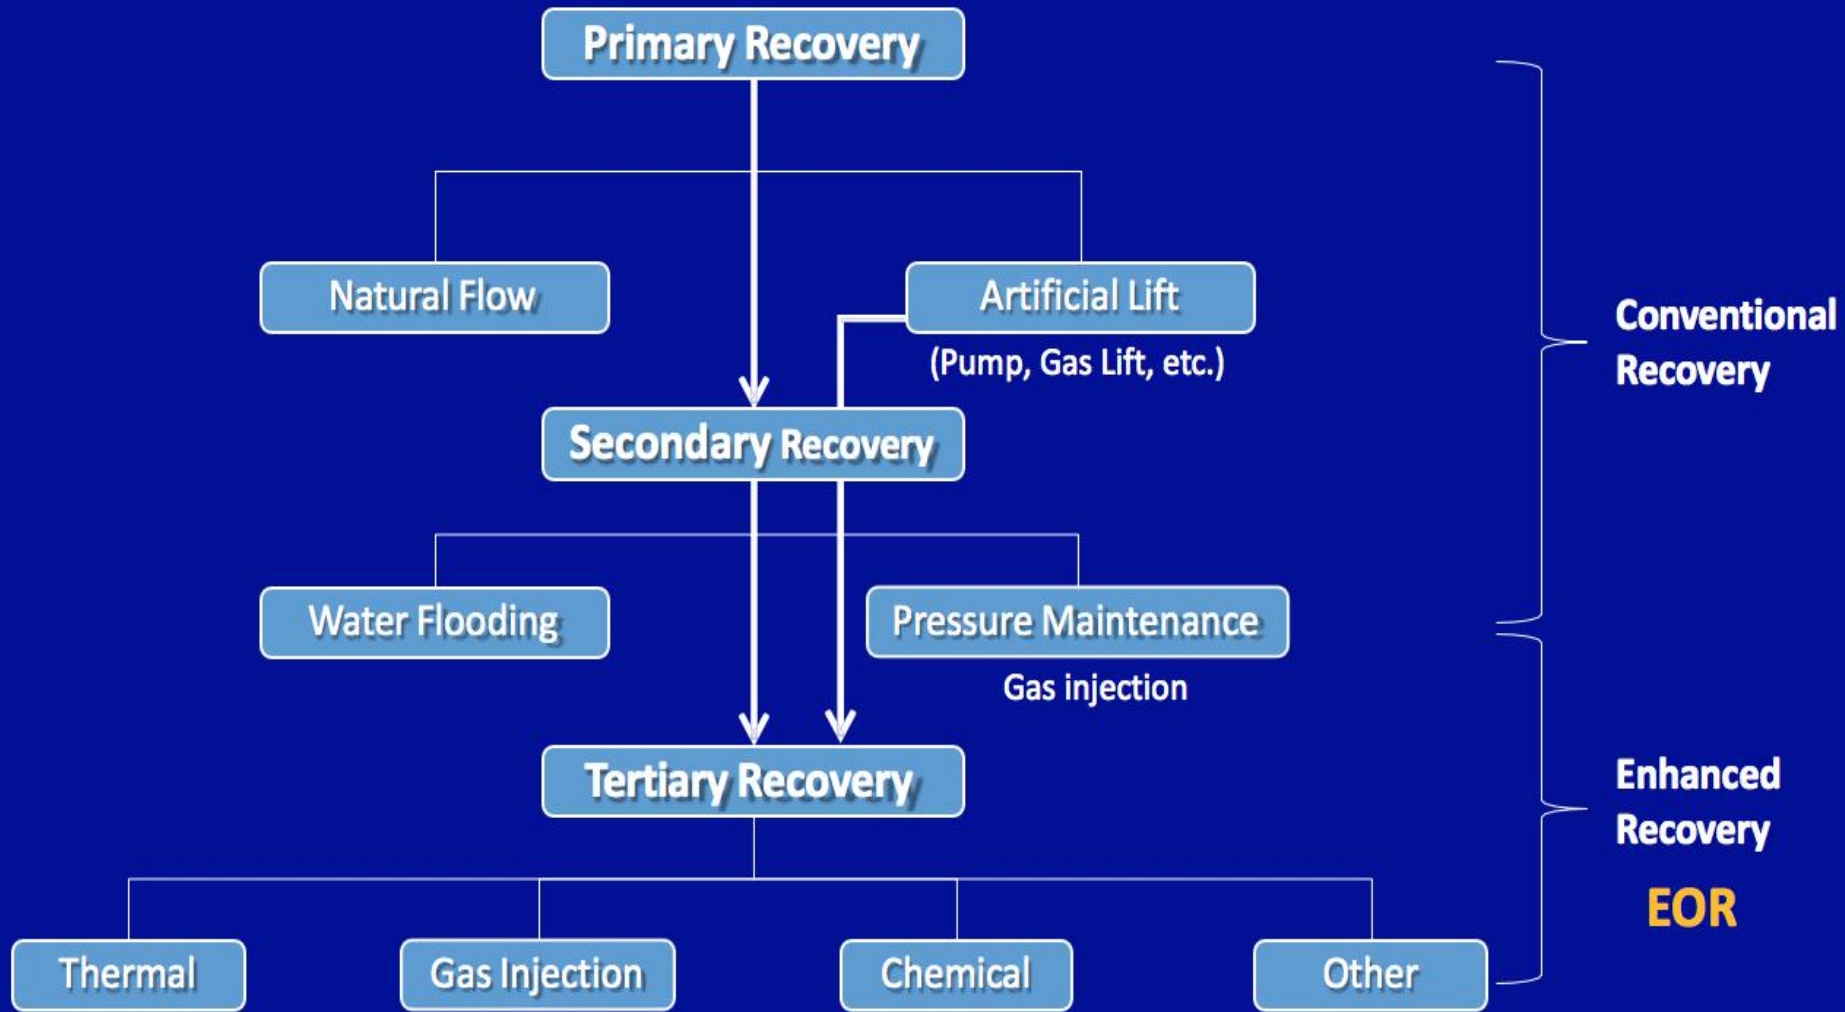 Primary Recovery
Natural Flow
Artificial Lift
(Pump, Gas Lift, etc.)
Conventional
Recovery
Secondary Recovery
Water Flooding
Pressure Maintenance
Gas injection
Tertiary Recovery
Enhanced
Recovery
EOR
Thermal
Gas Injection
Chemical
Other